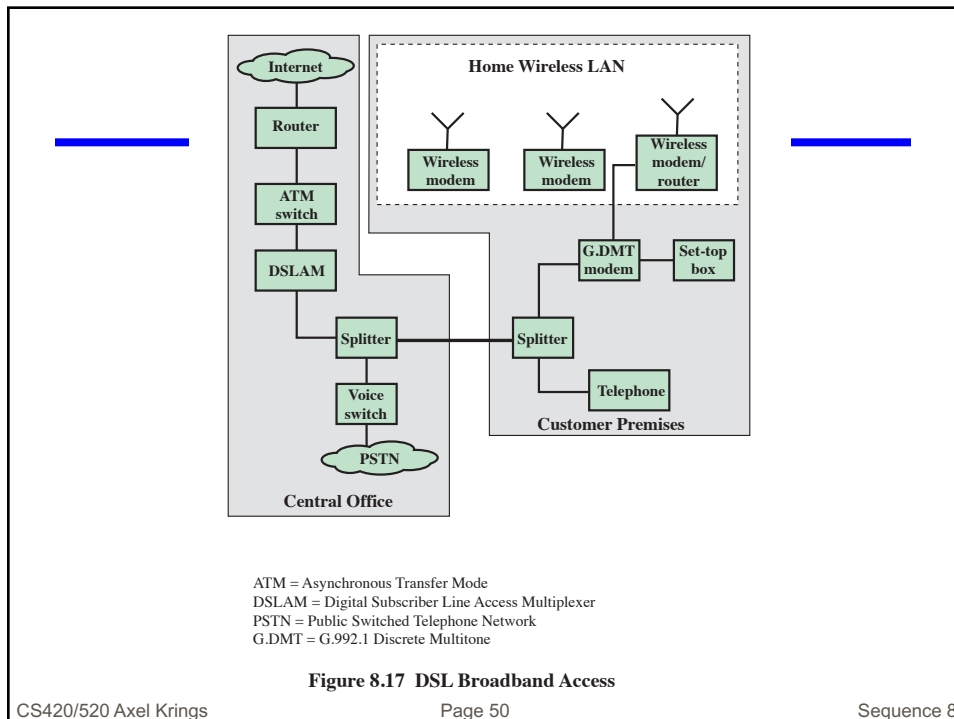 Internet
Router
ATM
switch
DSLAM
Splitter
Voice
switch
PSTN
Central Office
Home Wireless LAN
Wireless
modem
Wireless
modem
Wireless
modem/
router
G.DMT
modem
Set-top
box
Splitter
Telephone
Customer Premises
ATM = Asynchronous Transfer Mode
DSLAM = Digital Subscriber Line Access Multiplexer
PSTN = Public Switched Telephone Network
G.DMT = G.992.1 Discrete Multitone
Figure 8.17 DSL Broadband Access
CS420/520 Axel Krings Page 50 Sequence 8